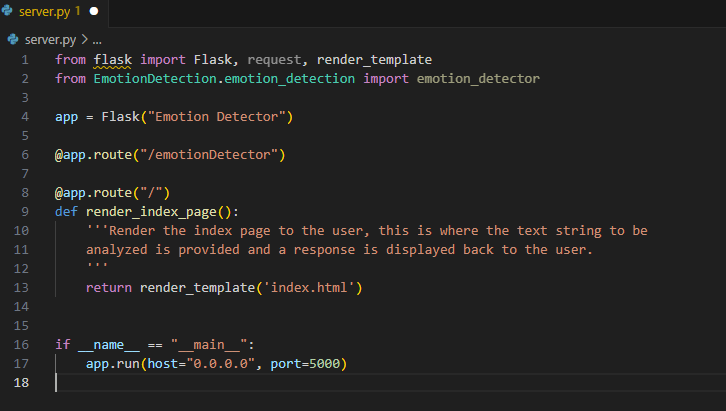 server.py 1
server.py > ...
1 from flask import Flask, request, render_template
2 from EmotionDetection.emotion_detection import emotion_detector
3
4 app = Flask("Emotion Detector")
5
6 @app.route("/emotionDetector")
7
8 @app.route("/")
9 def render_index_page():
10     '''Render the index page to the user, this is where the text string to be
11     analyzed is provided and a response is displayed back to the user.
12     '''
13     return render_template('index.html')
14
15
16 if __name__ == "__main__":
17     app.run(host="0.0.0.0", port=5000)
18